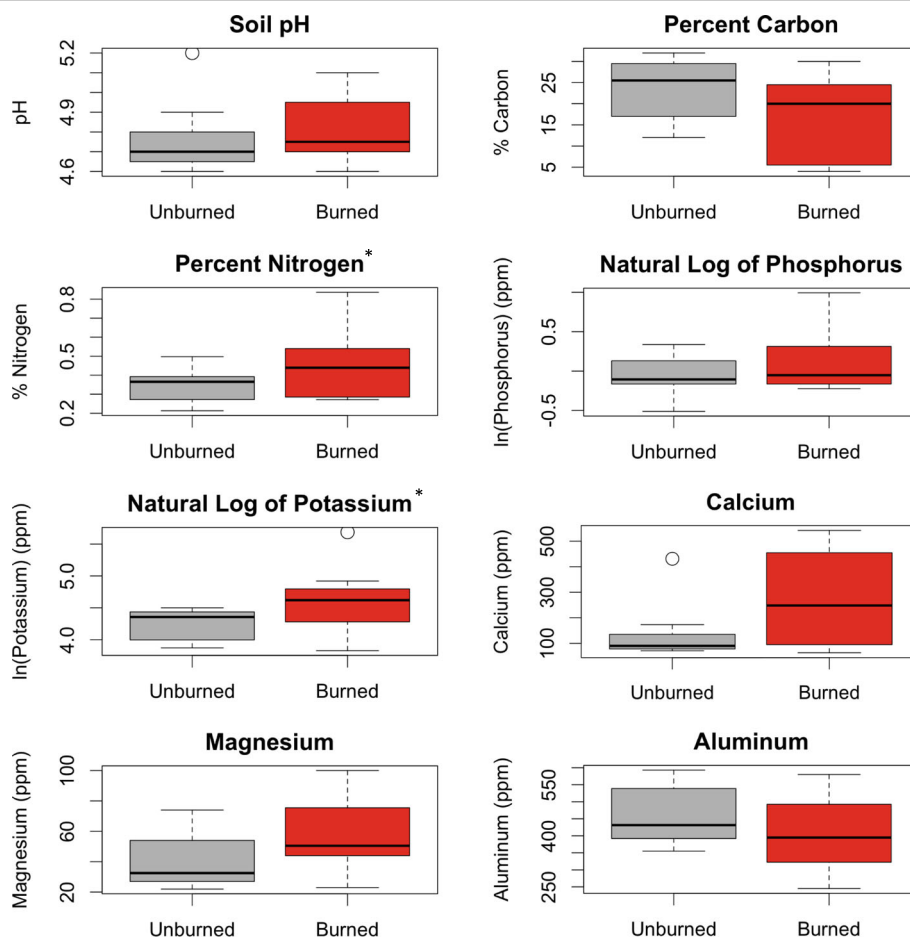 Soil pH
pH
5.2
4.9
4.6
Unburned Burned
Percent Carbon
% Carbon
25
15
5
Unburned Burned
Percent Nitrogen*
% Nitrogen
0.8
0.5
0.2
Unburned Burned
Natural Log of Phosphorus
ln(Phosphorus) (ppm)
0.5
-0.5
Unburned Burned
Natural Log of Potassium*
ln(Potassium) (ppm)
5.0
4.0
Unburned Burned
Calcium
Calcium (ppm)
500
300
100
Unburned Burned
Magnesium
Magnesium (ppm)
100
60
20
Unburned Burned
Aluminum
Aluminum (ppm)
550
400
250
Unburned Burned